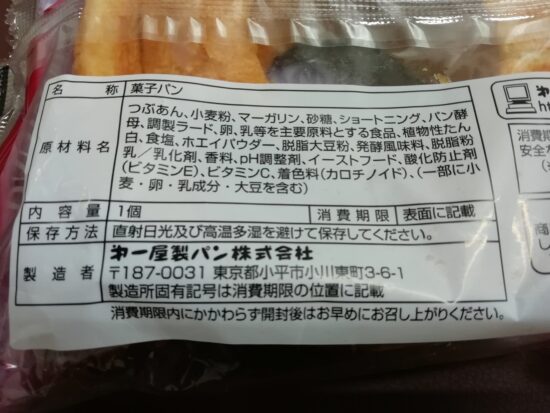 名称 菓子パン
原材料名 つぶあん、小麦粉、マーガリン、砂糖、ショートニング、パン酵
母、調製ラード、卵、乳等を主要原料とする食品、植物性たん
白、食塩、ホエイパウダー、脱脂大豆粉、発酵風味料、脱脂粉
乳／乳化剤、香料、pH調整剤、イーストフード、酸化防止剤
(ビタミンE)、ビタミンC、着色料(カロチノイド)、(一部に小
麦・卵・乳成分・大豆を含む)
内容量 1個 消費期限 表面に記載
保存方法 直射日光及び高温多湿を避けて保存してください。
製造者 第一屋製パン株式会社
〒187-0031 東京都小平市小川東町3-6-1
製造所固有記号は消費期限の位置に記載
消費期限内にかかわらず開封後はお早めにお召し上がりください。
消費期
安全な
商
し